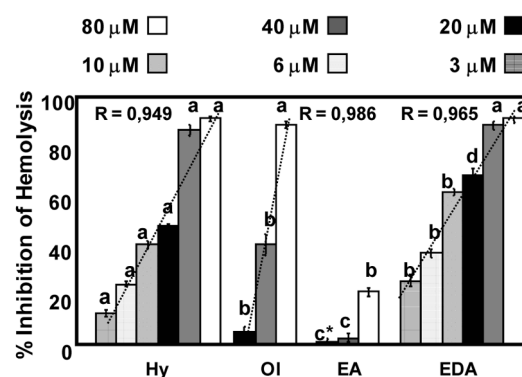 80 μM 40 μM 20 μM
10 μM 6 μM 3 μM
% Inhibition of Hemolysis
100
80
60
40
20
0
R = 0,949 R = 0,986 R = 0,965
a a a a a a
b b a
c* c b
b b b d a a
Hy Ol EA EDA